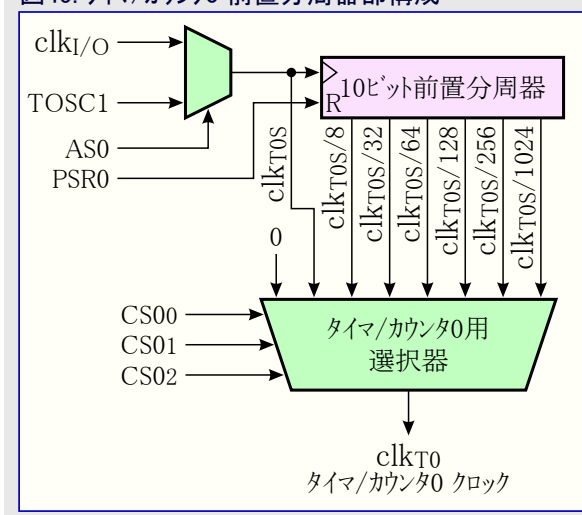 clkI/O
TOSC1
AS0
PSR0
10ビット前置分周器
R
clkT0S
clkT0S/8
clkT0S/32
clkT0S/64
clkT0S/128
clkT0S/256
clkT0S/1024
0
CS00
CS01
CS02
タイマ/カウンタ0用
選択器
clkT0
タイマ/カウンタ0 クロック